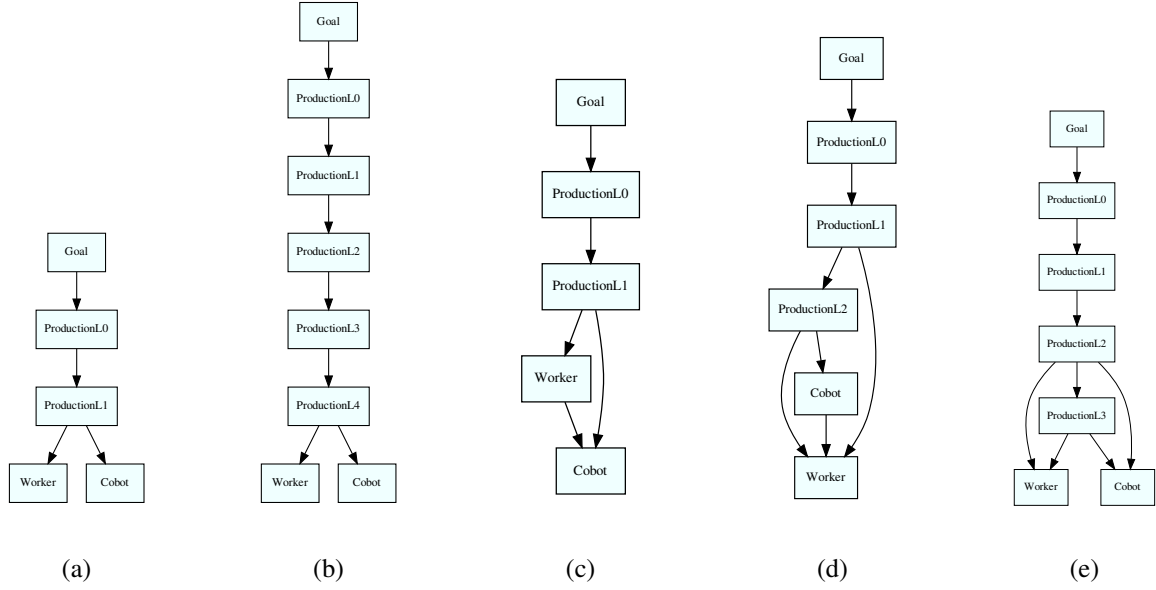 Goal
ProductionL0
ProductionL1
Worker
Cobot
(a)
Goal
ProductionL0
ProductionL1
ProductionL2
ProductionL3
ProductionL4
Worker
Cobot
(b)
Goal
ProductionL0
ProductionL1
Worker
Cobot
(c)
Goal
ProductionL0
ProductionL1
ProductionL2
Cobot
Worker
(d)
Goal
ProductionL0
ProductionL1
ProductionL2
ProductionL3
Worker
Cobot
(e)